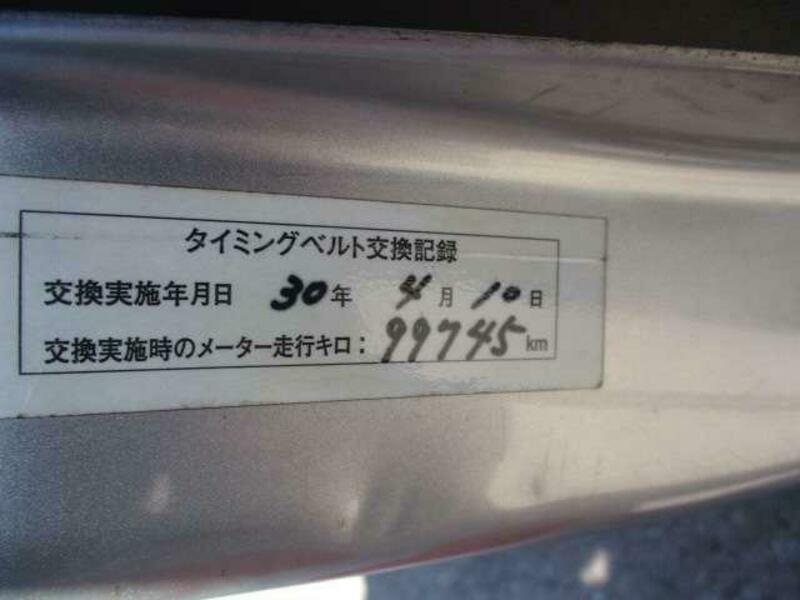 タイミングベルト交換記録
交換実施年月日 30年 4月 10日
交換実施時のメーター走行キロ：99745km